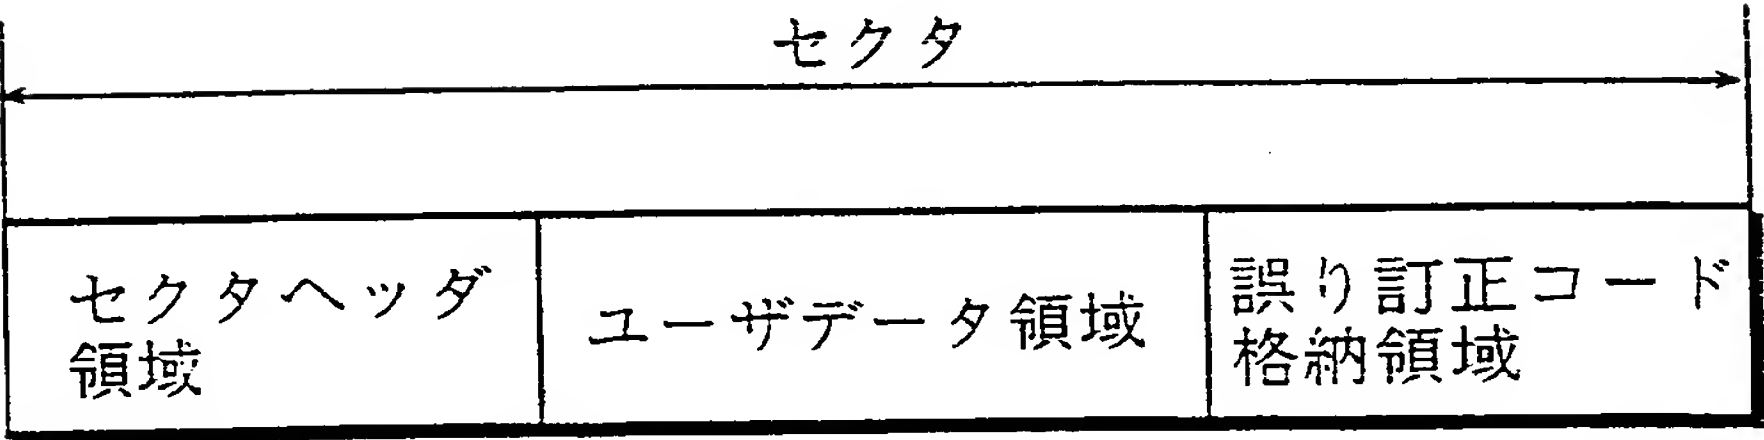 セクタ
セクタヘッダ
領域
ユーザデータ領域
誤り訂正コード
格納領域